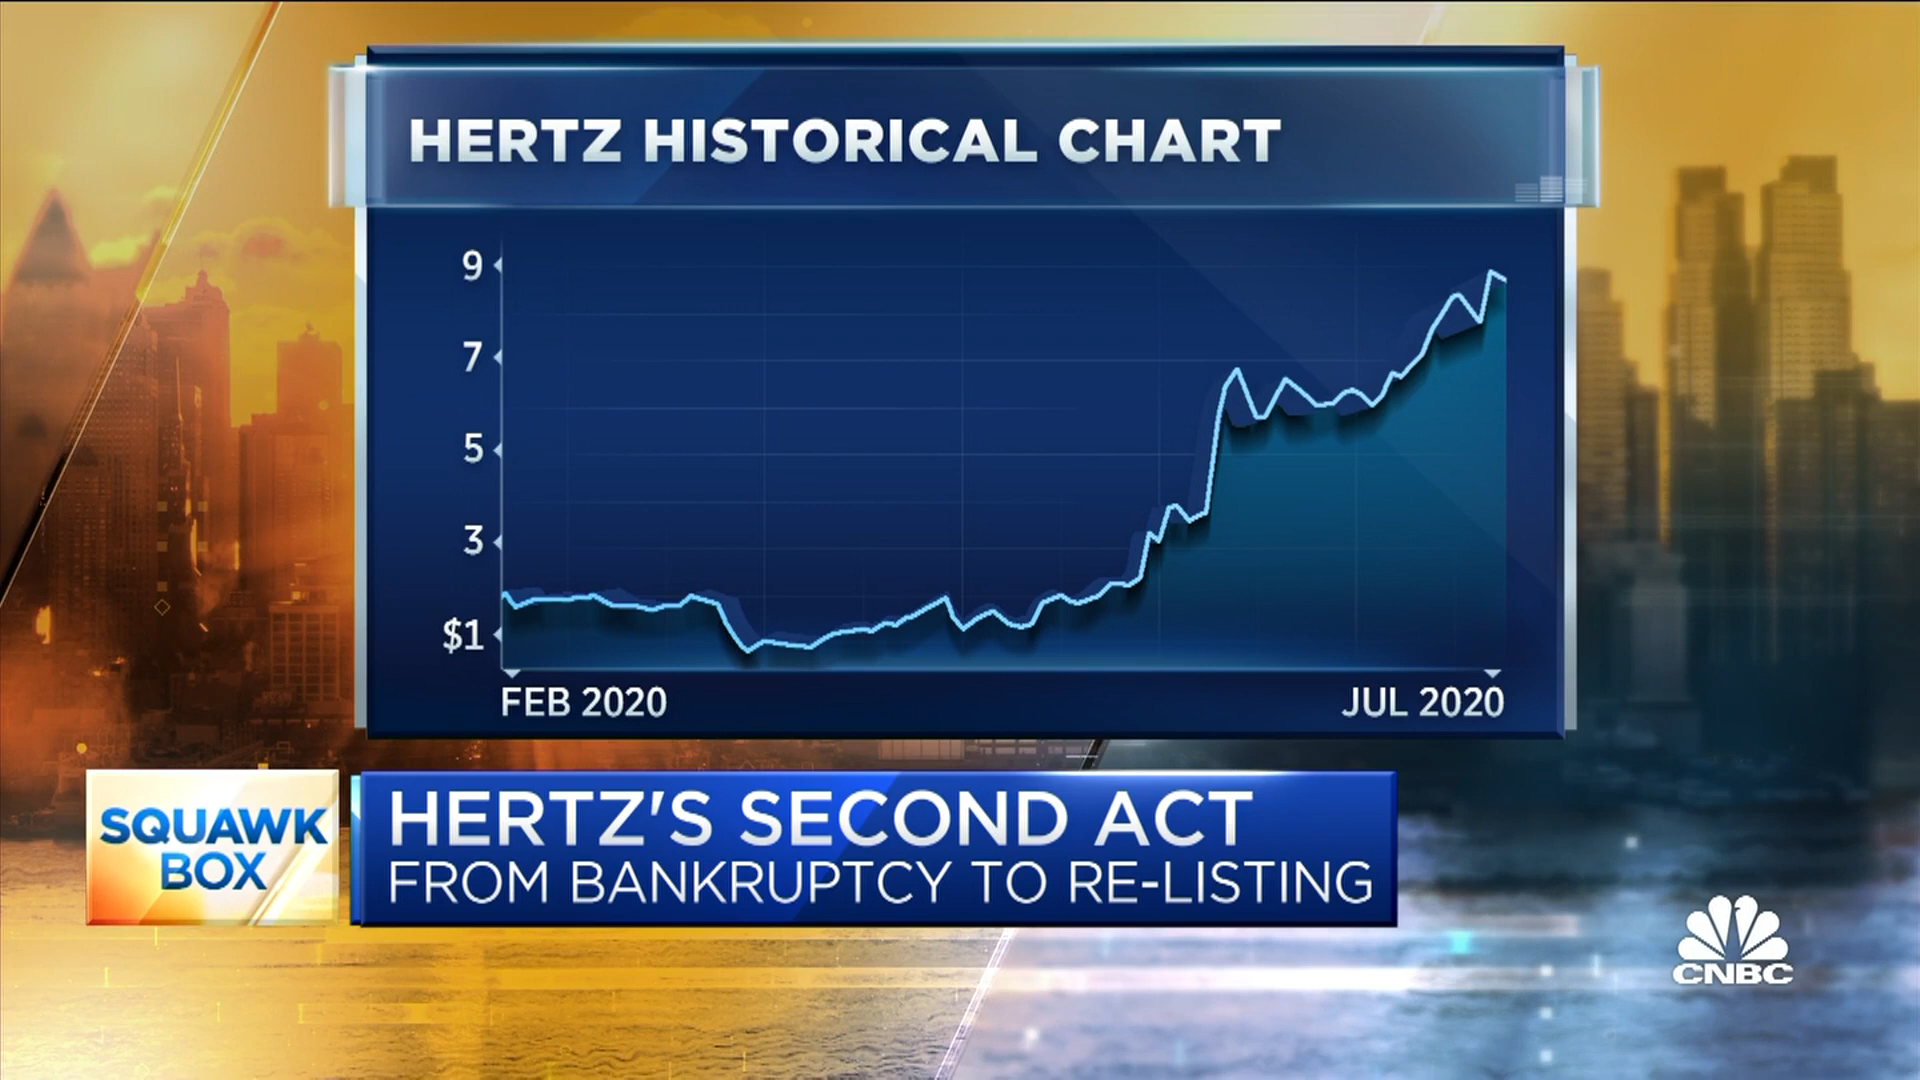 HERTZ HISTORICAL CHART
9
7
5
3
$1
FEB 2020
JUL 2020
SQUAWK
BOX
HERTZ'S SECOND ACT
FROM BANKRUPTCY TO RE-LISTING
CNBC